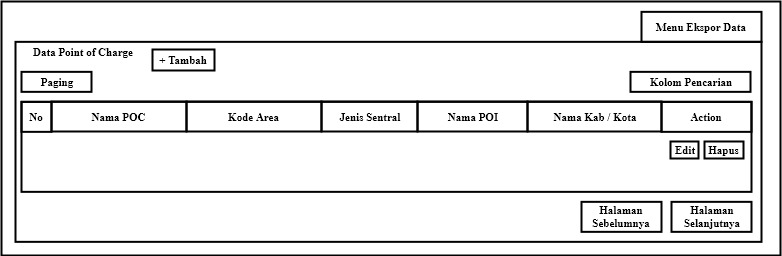 Menu Ekspor Data
Data Point of Charge
+ Tambah
Paging
Kolom Pencarian
No Nama POC Kode Area Jenis Sentral Nama POI Nama Kab / Kota Action
Edit Hapus
Halaman
Sebelumnya
Halaman
Selanjutnya